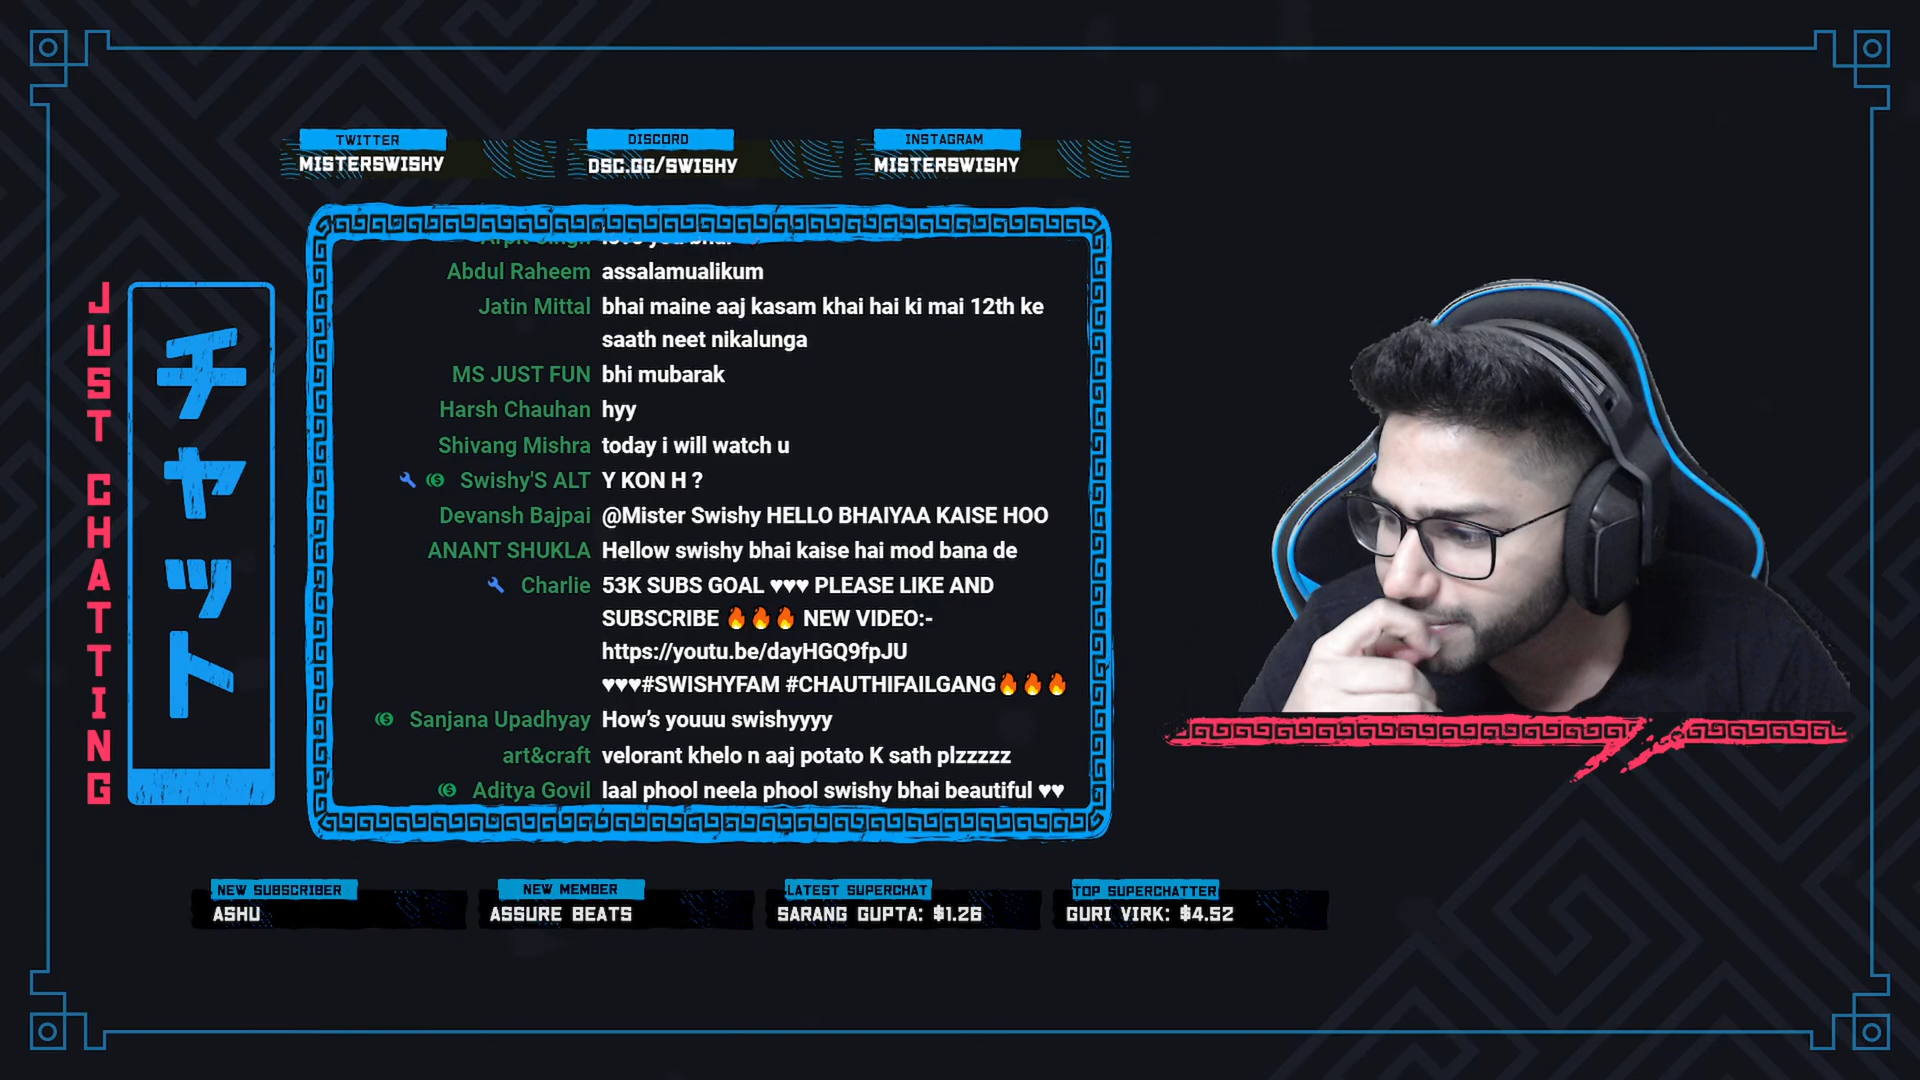 TWITTER
MISTERSWISHY
DISCORD
DSC.GG/SWISHY
INSTAGRAM
MISTERSWISHY
JUST CHATTING
チャット
Arpit Singh love you bhai
Abdul Raheem assalamualikum
Jatin Mittal bhai maine aaj kasam khai hai ki mai 12th ke
saath neet nikalunga
MS JUST FUN bhi mubarak
Harsh Chauhan hyy
Shivang Mishra today i will watch u
Swishy'S ALT Y KON H ?
Devansh Bajpai @Mister Swishy HELLO BHAIYAA KAISE HOO
ANANT SHUKLA Hellow swishy bhai kaise hai mod bana de
Charlie 53K SUBS GOAL ♥♥♥ PLEASE LIKE AND
SUBSCRIBE 🔥🔥🔥 NEW VIDEO:-
https://youtu.be/dayHGQ9fpJU
♥♥♥#SWISHYFAM #CHAUTHIFAILGANG🔥🔥🔥
Sanjana Upadhyay How's youuu swishyyyy
art&craft velorant khelo n aaj potato K sath plzzzzz
Aditya Govil laal phool neela phool swishy bhai beautiful ♥♥
NEW SUBSCRIBER
ASHU
NEW MEMBER
ASSURE BEATS
LATEST SUPERCHAT
SARANG GUPTA: $1.26
TOP SUPERCHATTER
GURI VIRK: $4.52